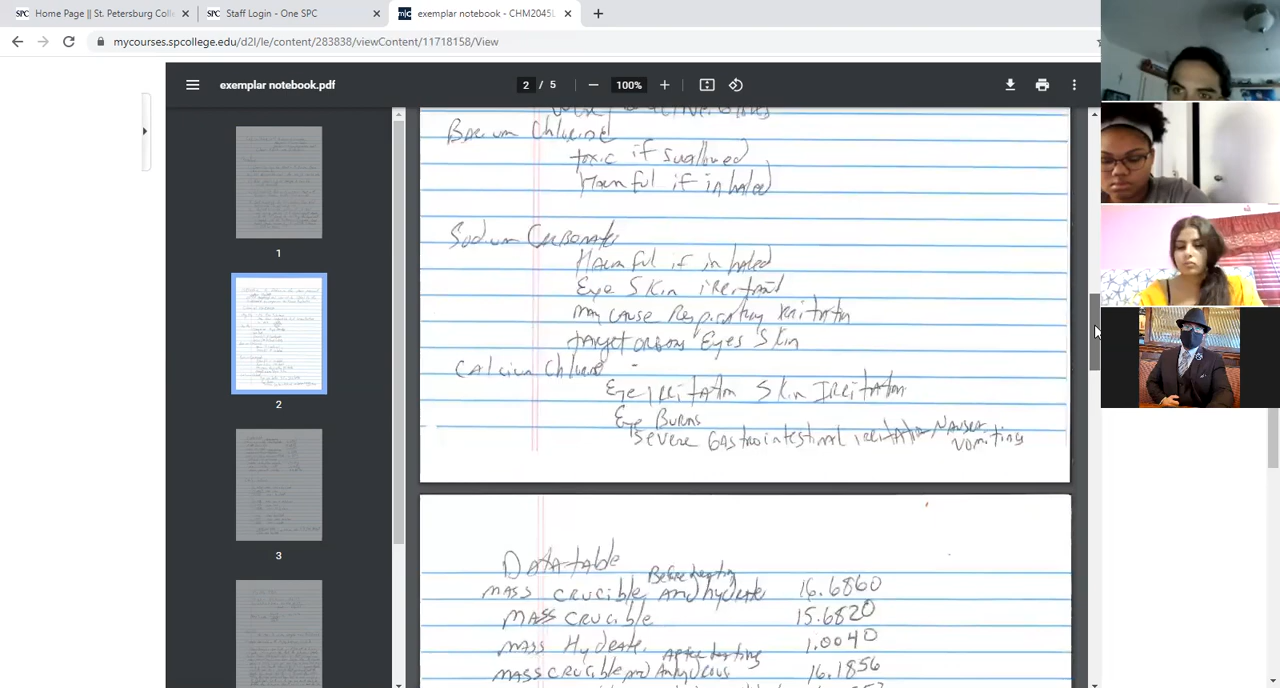 Home Page || St. Petersburg Coll
Staff Login - One SPC
exemplar notebook - CHM2045L
mycourses.spcollege.edu/d2l/le/content/283838/viewContent/11718158/View
exemplar notebook.pdf
2 / 5
100%
1
2
3
Barium Chloride
toxic if swallowed
Harmful if inhaled
Sodium Carbonate
Harmful if inhaled
Eye Skin irritant
may cause Respiratory irritation
target organs Eyes Skin
Calcium Chloride
Eye irritation Skin Irritation
Eye Burns
Severe Gastrointestinal irritation Nausea
vomiting
Data table
Before heating
mass crucible and hydrate 16.6860
Mass crucible 15.6820
mass Hydrate 1.0040
After heating
mass crucible and Anhydrous 16.1856